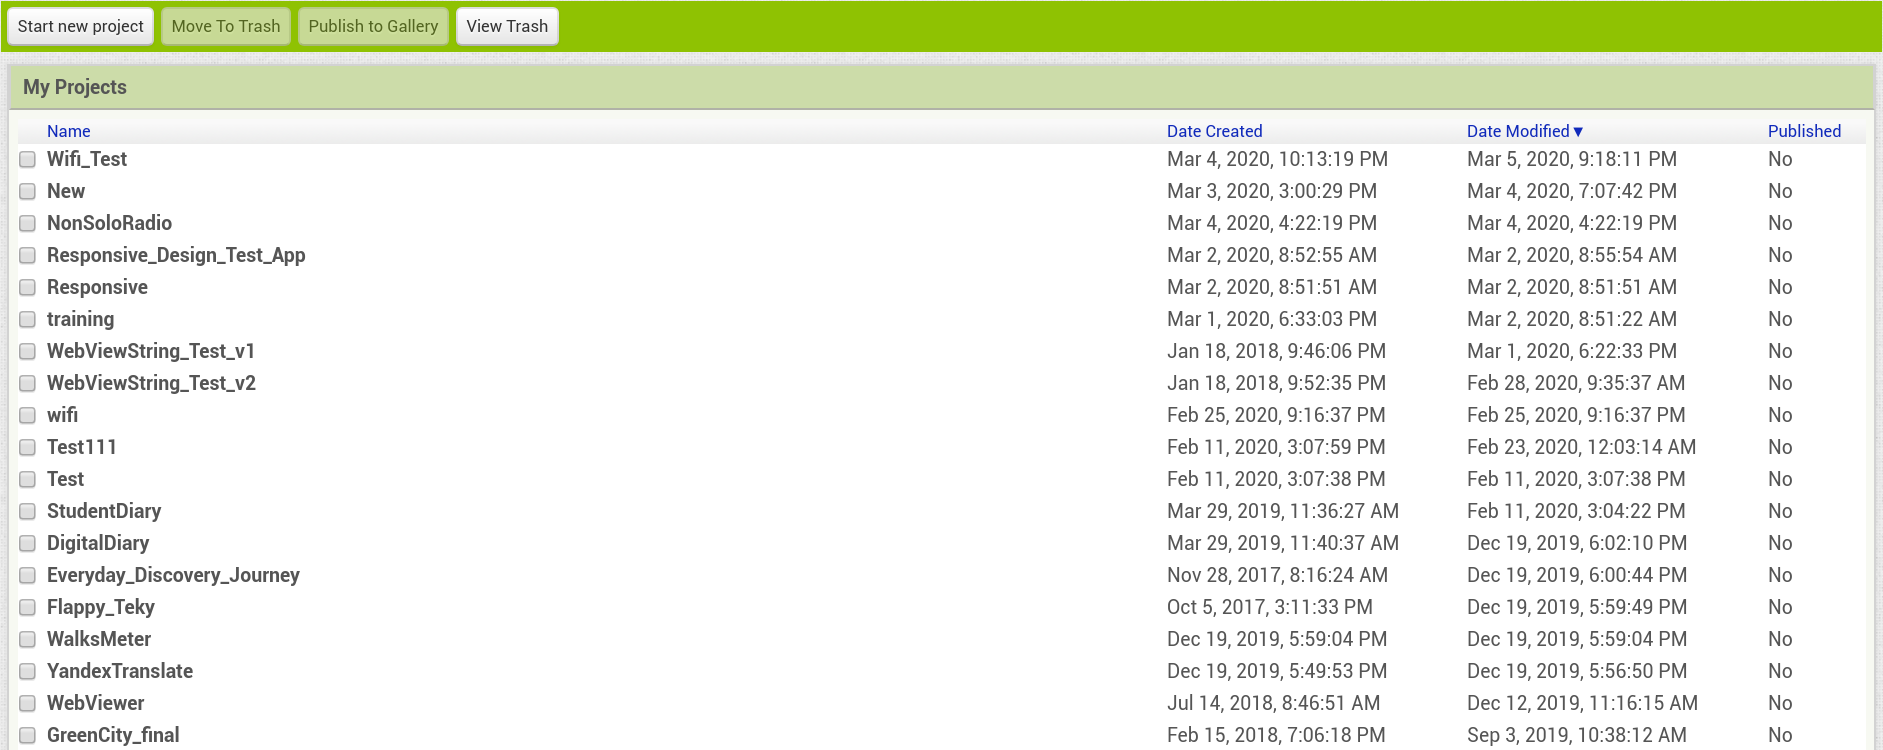 Start new project Move To Trash Publish to Gallery View Trash
My Projects
Name Date Created Date Modified ▼ Published
Wifi_Test Mar 4, 2020, 10:13:19 PM Mar 5, 2020, 9:18:11 PM No
New Mar 3, 2020, 3:00:29 PM Mar 4, 2020, 7:07:42 PM No
NonSoloRadio Mar 4, 2020, 4:22:19 PM Mar 4, 2020, 4:22:19 PM No
Responsive_Design_Test_App Mar 2, 2020, 8:52:55 AM Mar 2, 2020, 8:55:54 AM No
Responsive Mar 2, 2020, 8:51:51 AM Mar 2, 2020, 8:51:51 AM No
training Mar 1, 2020, 6:33:03 PM Mar 2, 2020, 8:51:22 AM No
WebViewString_Test_v1 Jan 18, 2018, 9:46:06 PM Mar 1, 2020, 6:22:33 PM No
WebViewString_Test_v2 Jan 18, 2018, 9:52:35 PM Feb 28, 2020, 9:35:37 AM No
wifi Feb 25, 2020, 9:16:37 PM Feb 25, 2020, 9:16:37 PM No
Test111 Feb 11, 2020, 3:07:59 PM Feb 23, 2020, 12:03:14 AM No
Test Feb 11, 2020, 3:07:38 PM Feb 11, 2020, 3:07:38 PM No
StudentDiary Mar 29, 2019, 11:36:27 AM Feb 11, 2020, 3:04:22 PM No
DigitalDiary Mar 29, 2019, 11:40:37 AM Dec 19, 2019, 6:02:10 PM No
Everyday_Discovery_Journey Nov 28, 2017, 8:16:24 AM Dec 19, 2019, 6:00:44 PM No
Flappy_Teky Oct 5, 2017, 3:11:33 PM Dec 19, 2019, 5:59:49 PM No
WalksMeter Dec 19, 2019, 5:59:04 PM Dec 19, 2019, 5:59:04 PM No
YandexTranslate Dec 19, 2019, 5:49:53 PM Dec 19, 2019, 5:56:50 PM No
WebViewer Jul 14, 2018, 8:46:51 AM Dec 12, 2019, 11:16:15 AM No
GreenCity_final Feb 15, 2018, 7:06:18 PM Sep 3, 2019, 10:38:12 AM No